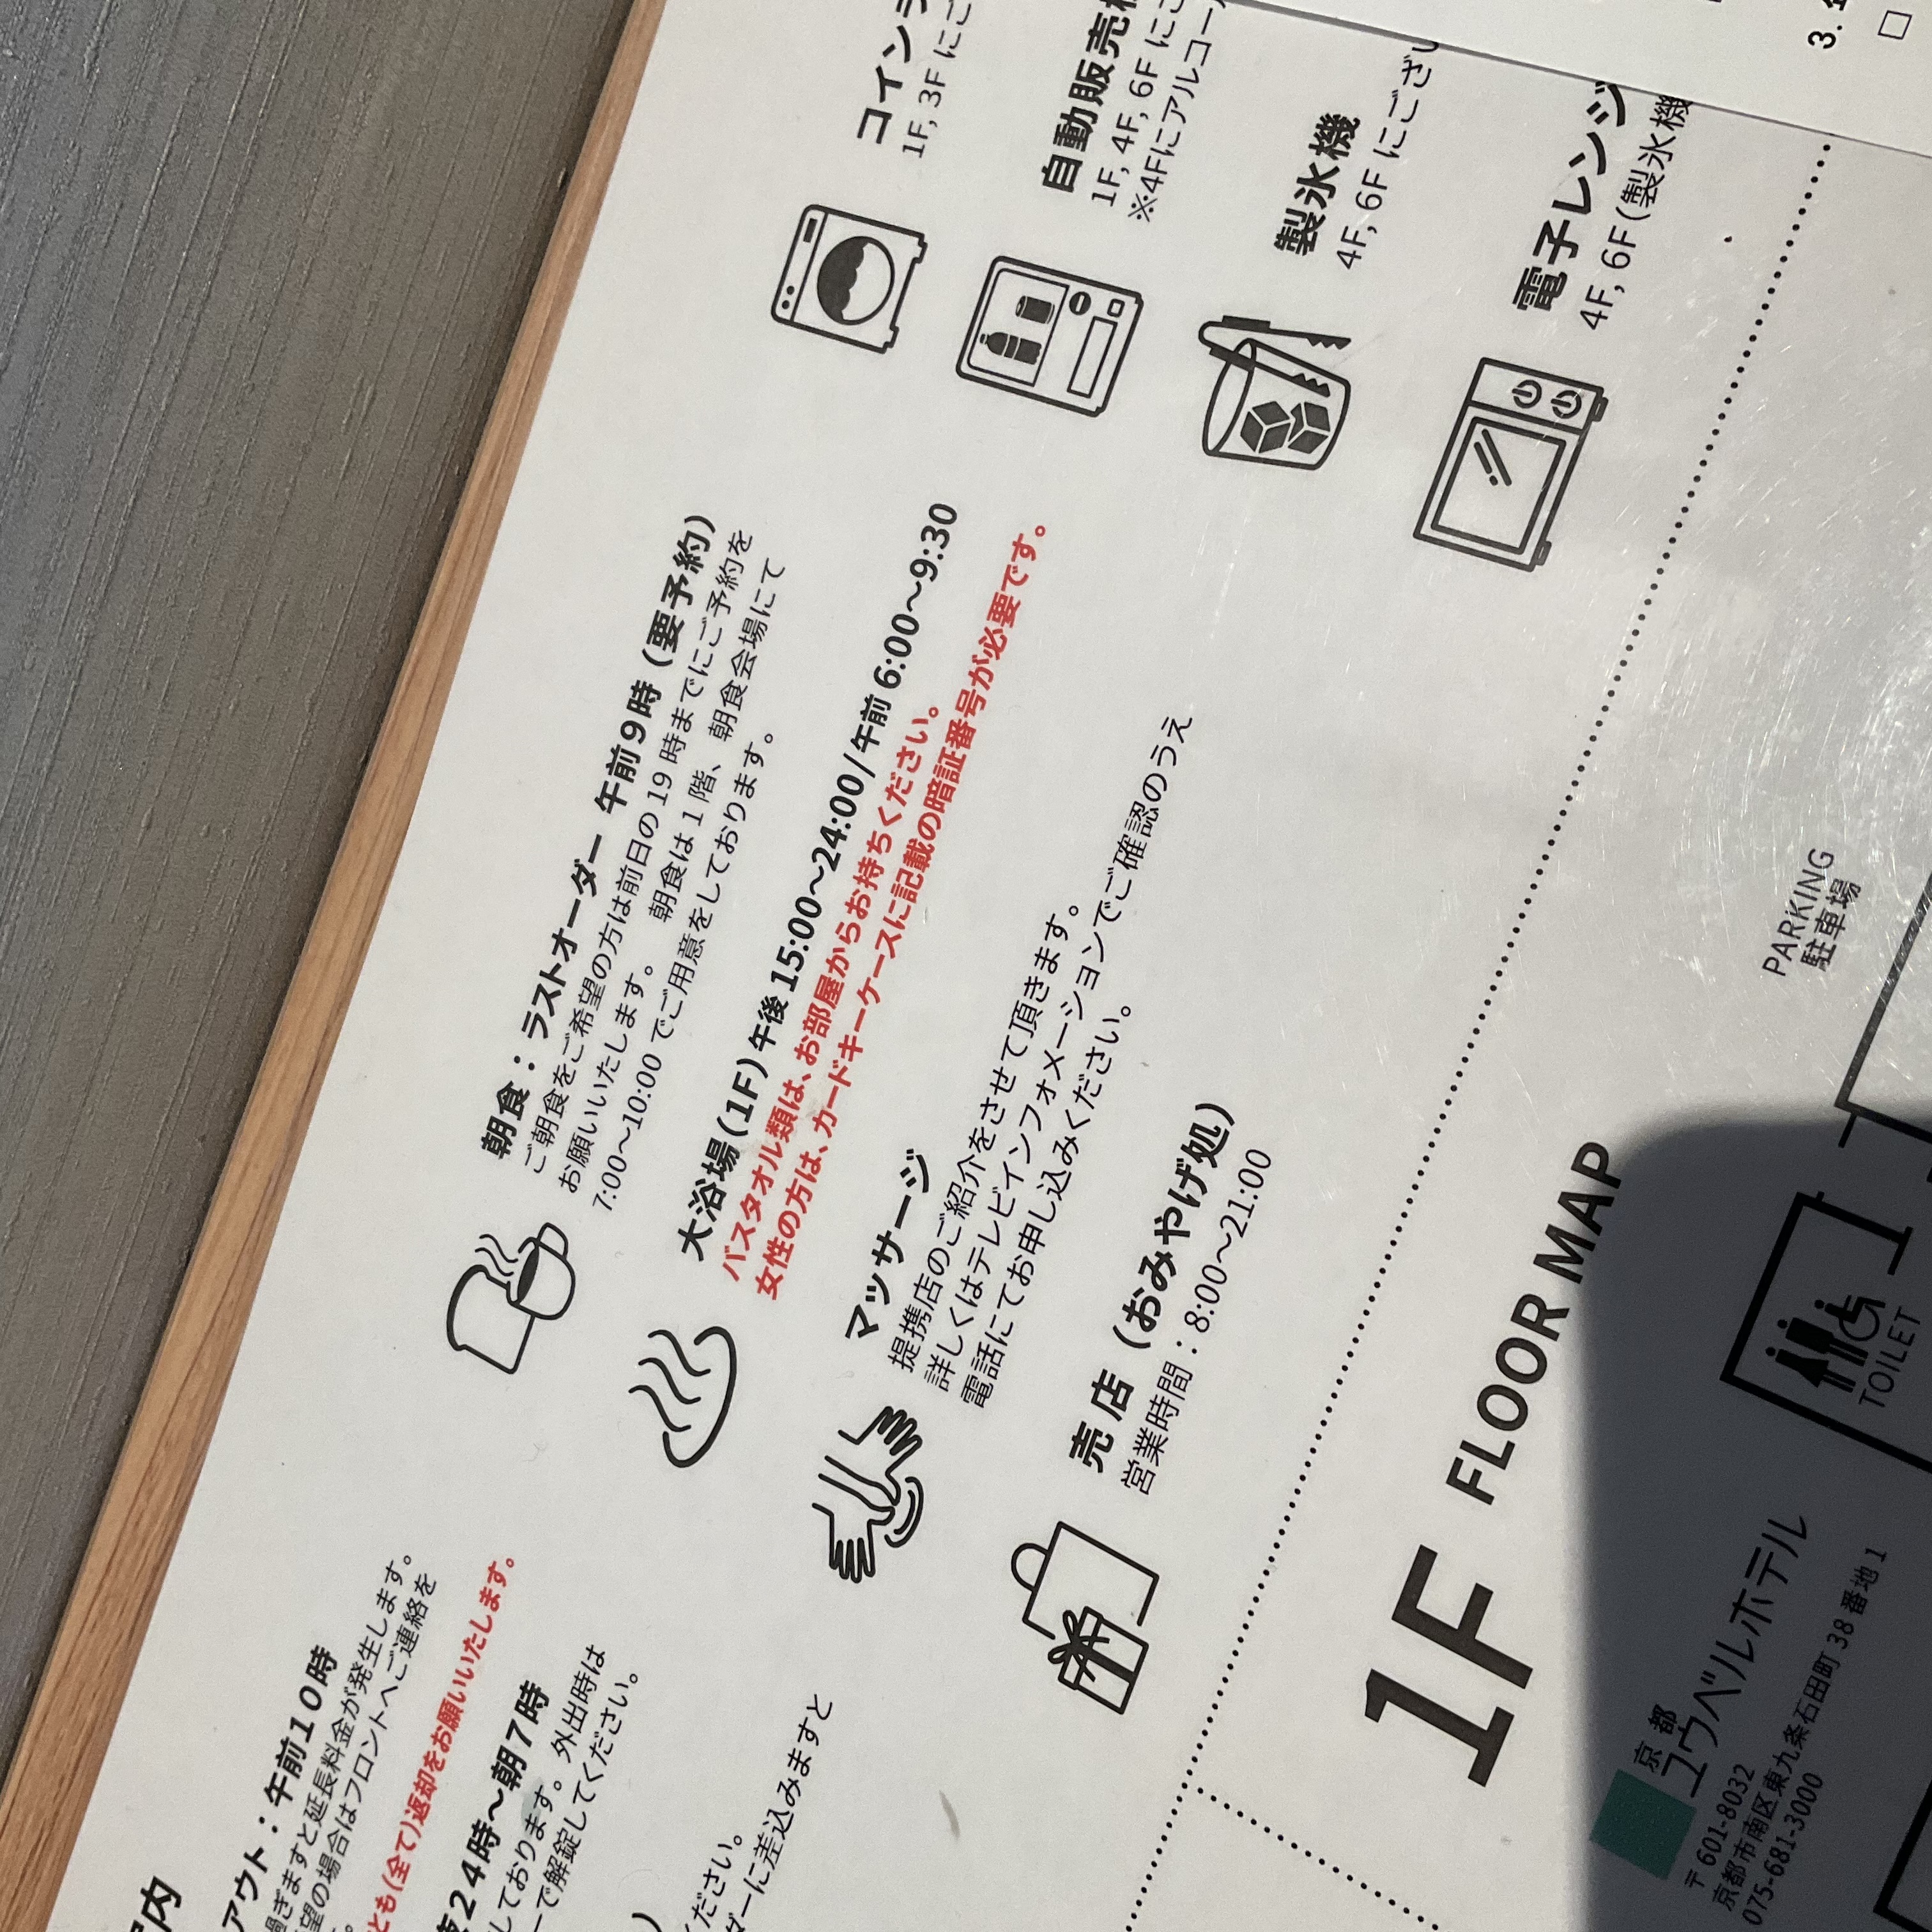 内
アウト：午前１０時
過ぎますと延長料金が発生します。
望の場合はフロントへご連絡を
とも(全て)返却をお願いいたします。
２４時～朝７時
しております。外出時は
ーで解錠してください。
ださい。
ダーに差込みますと
朝食：ラストオーダー 午前９時（要予約）
ご朝食をご希望の方は前日の 19 時までにご予約を
お願いいたします。 朝食は 1 階、朝食会場にて
7:00～10:00 でご用意をしております。
大浴場(1F) 午後 15:00～24:00/午前 6:00～9:30
バスタオル類は、お部屋からお持ちください。
女性の方は、カードキーケースに記載の暗証番号が必要です。
マッサージ
提携店のご紹介をさせて頂きます。
詳しくはテレビインフォメーションでご確認のうえ
電話にてお申し込みください。
売店（おみやげ処）
営業時間：8:00～21:00
コイン
1F, 3F にご
自動販売
1F, 4F, 6F にご
※4Fにアルコー
製氷機
4F, 6F にござい
電子レンジ
4F, 6F (製氷機
3.
1F FLOOR MAP
PARKING
駐車場
TOILET
京都
ユウベルホテル
〒 601-8032
京都市南区東九条石田町 38 番地 1
075-681-3000